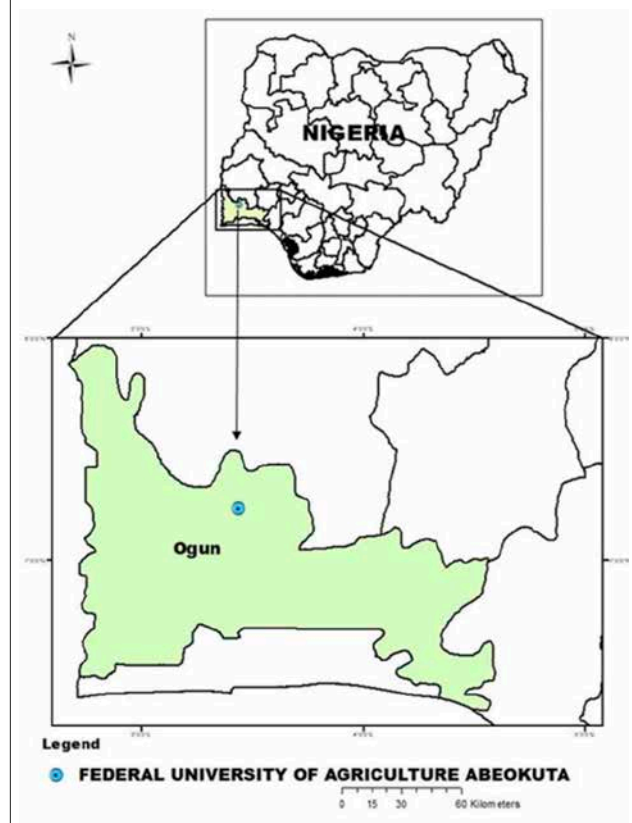 N
NIGERIA
Ogun
Legend
FEDERAL UNIVERSITY OF AGRICULTURE ABEOKUTA
0 15 30 60 Kilometers